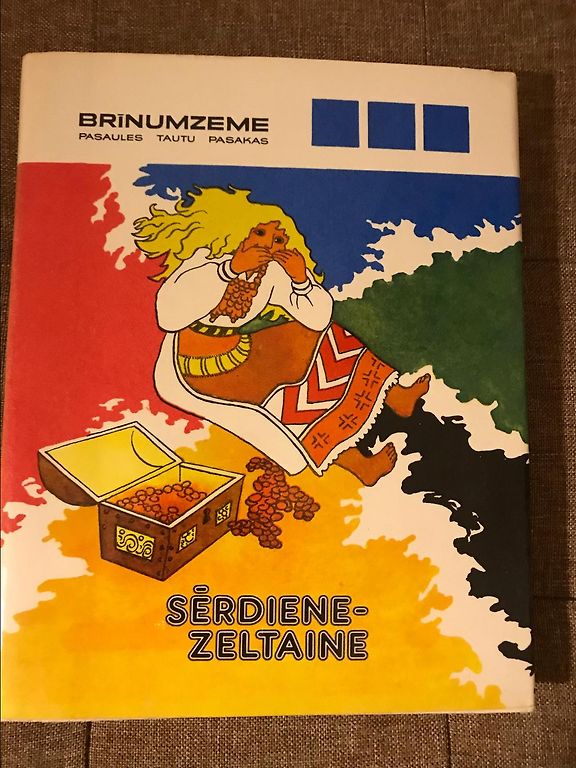 BRīNUMZEME
PASAULES TAUTU PASAKAS
SĒRDIENE-
ZELTAINE